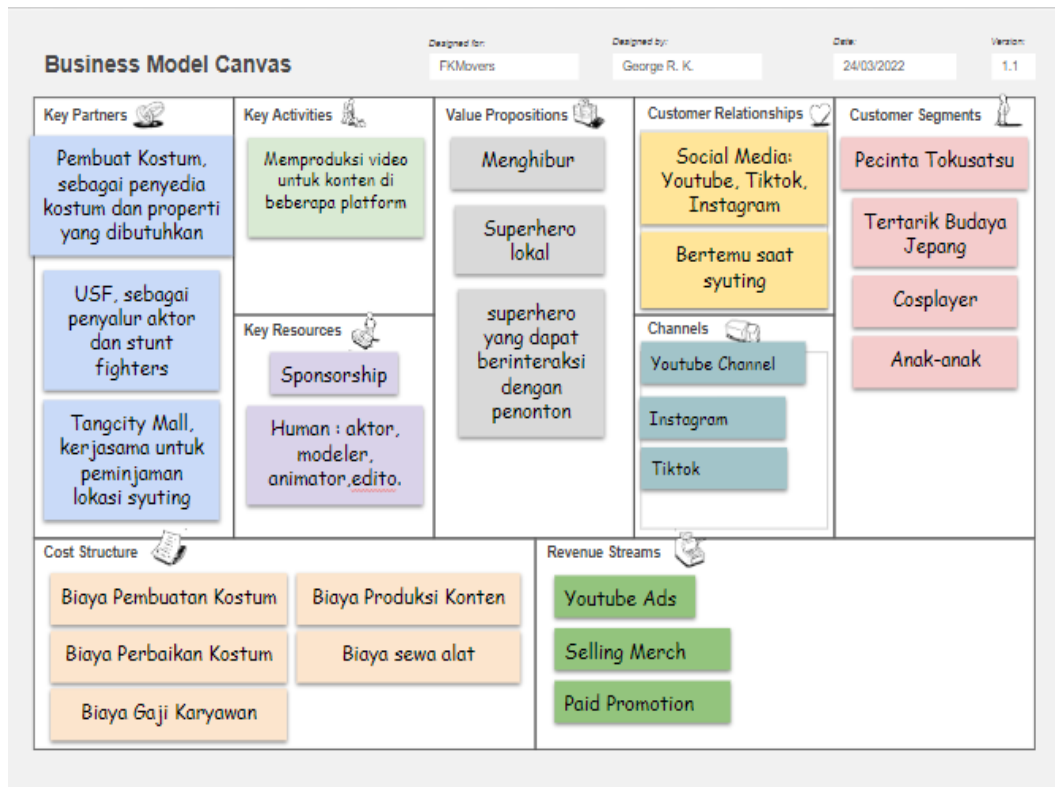 Designed for:
Designed by:
Date:
Version:
Business Model Canvas
FKMovers
George R. K.
24/03/2022
1.1
Key Partners
Pembuat Kostum,
sebagai penyedia
kostum dan properti
yang dibutuhkan
USF, sebagai
penyalur aktor
dan stunt
fighters
Tangcity Mall,
kerjasama untuk
peminjaman
lokasi syuting
Key Activities
Memproduksi video
untuk konten di
beberapa platform
Key Resources
Sponsorship
Human : aktor,
modeler,
animator,edito.
Value Propositions
Menghibur
Superhero
lokal
superhero
yang dapat
berinteraksi
dengan
penonton
Customer Relationships
Social Media:
Youtube, Tiktok,
Instagram
Bertemu saat
syuting
Channels
Youtube Channel
Instagram
Tiktok
Customer Segments
Pecinta Tokusatsu
Tertarik Budaya
Jepang
Cosplayer
Anak-anak
Cost Structure
Biaya Pembuatan Kostum
Biaya Produksi Konten
Biaya Perbaikan Kostum
Biaya sewa alat
Biaya Gaji Karyawan
Revenue Streams
Youtube Ads
Selling Merch
Paid Promotion